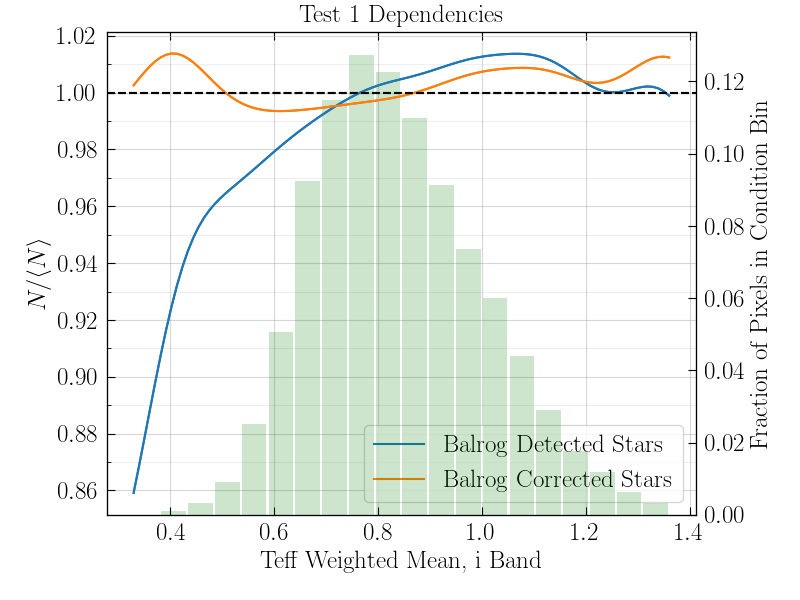 Test 1 Dependencies
1.02
1.00
0.98
0.96
0.94
0.92
0.90
0.88
0.86
N/⟨N⟩
0.12
0.10
0.08
0.06
0.04
0.02
0.00
Fraction of Pixels in Condition Bin
Balrog Detected Stars
Balrog Corrected Stars
0.4 0.6 0.8 1.0 1.2 1.4
Teff Weighted Mean, i Band